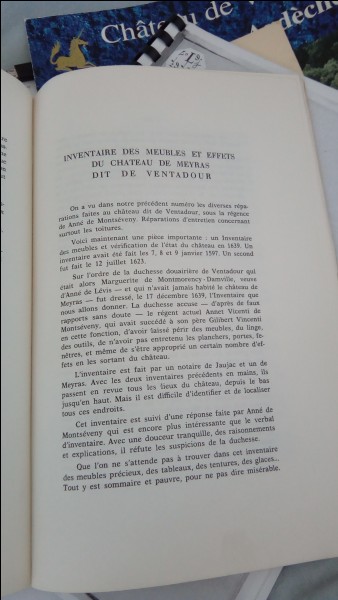 Château de V
Ardèch
INVENTAIRE DES MEUBLES ET EFFETS
DU CHATEAU DE MEYRAS
DIT DE VENTADOUR
On a vu dans notre précédent numéro les diverses répa-
rations faites au château dit de Ventadour, sous la régence
de Anné de Montséveny. Réparations d'entretien concernant
surtout les toitures.
Voici maintenant une pièce importante : un Inventaire
des meubles et vérification de l'état du château en 1639. Un
inventaire avait été fait les 7, 8 et 9 janvier 1597. Un second
fut fait le 12 juillet 1623.
Sur l'ordre de la duchesse douairière de Ventadour qui
était alors Marguerite de Montmorency-Damville, veuve
d'Anné de Lévis — et qui n'avait jamais habité le château de
Meyras — fut dressé, le 17 décembre 1639, l'Inventaire que
nous allons donner. La duchesse accuse — d'après de faux
rapports sans doute — le régent actuel Annet Vicenti de
Montséveny, qui avait succédé à son père Gilibert Vincenti
en cette fonction, d'avoir laissé périr des meubles, du linge,
des outils, de n'avoir pas entretenu les planchers, portes, fe-
nêtres, et même de s'être approprié un certain nombre d'ef-
fets en les sortant du château.
L'inventaire est fait par un notaire de Jaujac et un de
Meyras. Avec les deux inventaires précédents en mains, ils
passent en revue tous les lieux du château, depuis le bas
jusqu'en haut. Mais il est difficile d'identifier et de localiser
tous ces endroits.
Cet inventaire est suivi d'une réponse faite par Anné de
Montséveny qui est encore plus intéressante que le verbal
d'inventaire. Avec une douceur tranquille, des raisonnements
et explications, il réfute les suspicions de la duchesse.
Que l'on ne s'attende pas à trouver dans cet inventaire
des meubles précieux, des tableaux, des tentures, des glaces...
Tout y est sommaire et pauvre, pour ne pas dire misérable.